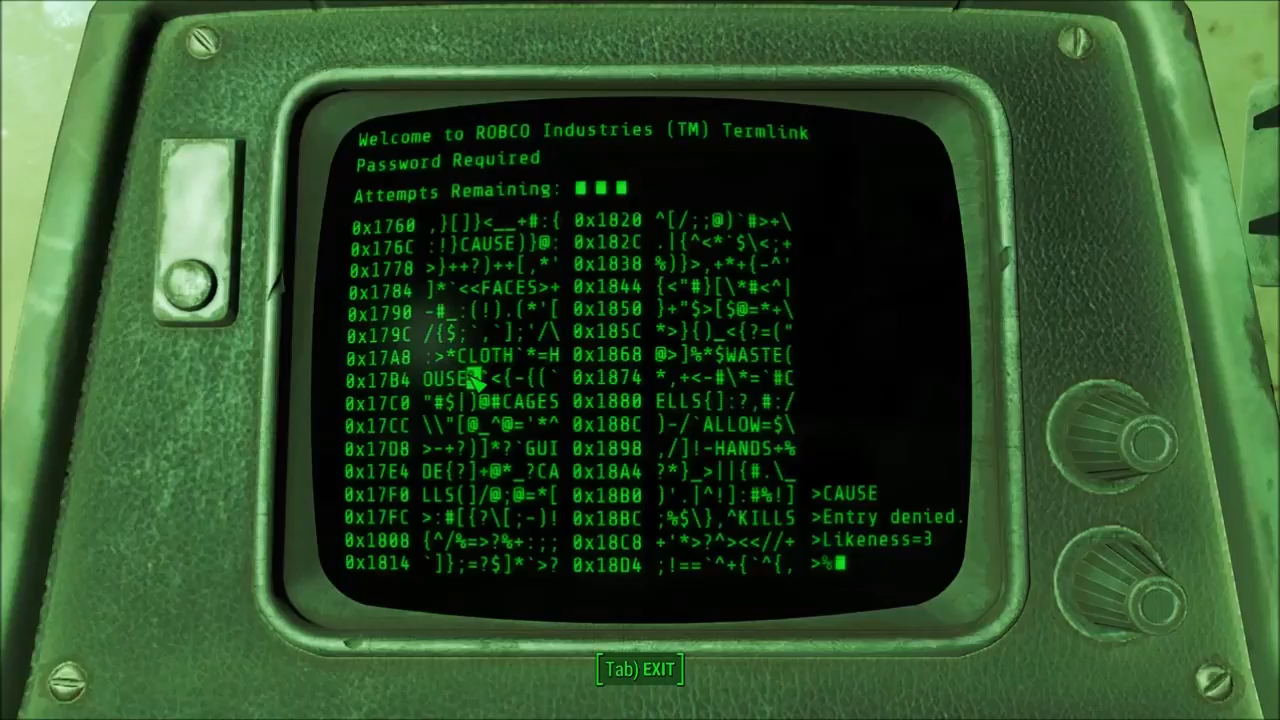 Welcome to ROBCO Industries (TM) Termlink
Password Required
Attempts Remaining: ■ ■ ■
0x1760 ,}[]}<__+#:{ 0x1820 ^[/;;@)`#>+\
0x176C :!}CAUSE)}@: 0x182C .|{^<*`$\<;+
0x1778 >}++?)++[,*' 0x1838 %)}>,+*+{-^'
0x1784 ]*`<<FACES>+ 0x1844 {<"#}[\*#<^|
0x1790 -#_:(!).(*'[ 0x1850 }+"$>[$@=*+\
0x179C /{$;`,`];'/\ 0x185C *>}{)_<{?=("
0x17A8 :>*CLOTH`*=H 0x1868 @>]%*$WASTE(
0x17B4 OUSE%`<{-{(` 0x1874 *,+<-#\*=`#C
0x17C0 "#$|)@#CAGES 0x1880 ELLS{]:?,#:/
0x17CC \\"[@_^@='*^ 0x188C )-/`ALLOW=$\
0x17D8 >-+?)]*?`GUI 0x1898 ,/]!-HANDS+%
0x17E4 DE{?]+@*_?CA 0x18A4 ?*}_>||{#.\_
0x17F0 LLS(]/@;@=*[ 0x18B0 )'.|^!]:#%!] >CAUSE
0x17FC >:#[{?\[;-)! 0x18BC ;%$\},^KILLS >Entry denied.
0x1808 {^/%=>?%+:;; 0x18C8 +'*>?^><<//+ >Likeness=3
0x1814 `]};=?$]*`>? 0x18D4 ;!==`^+{`^{, >%■
[Tab) EXIT]